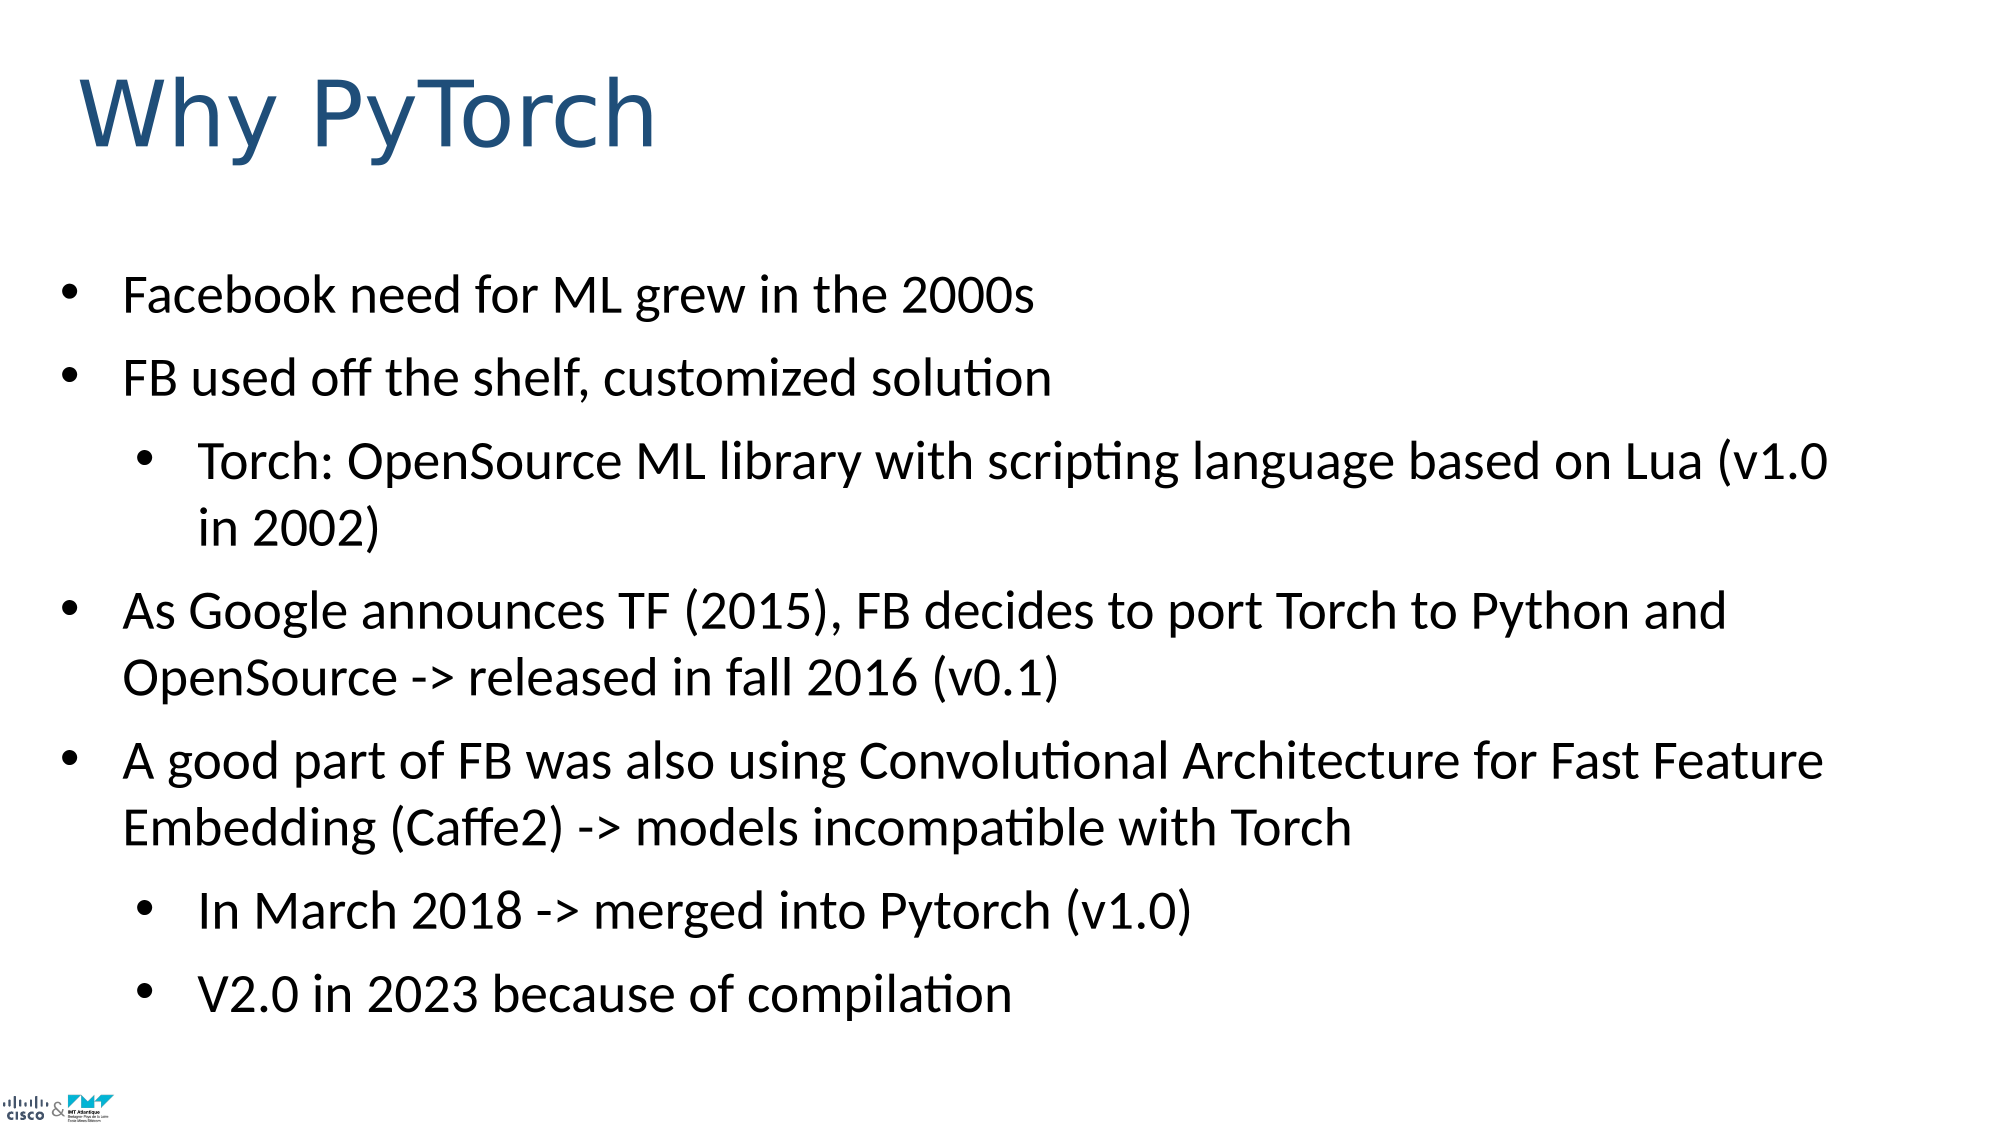 Why PyTorch
• Facebook need for ML grew in the 2000s
• FB used off the shelf, customized solution
• Torch: OpenSource ML library with scripting language based on Lua (v1.0
in 2002)
• As Google announces TF (2015), FB decides to port Torch to Python and
OpenSource -> released in fall 2016 (v0.1)
• A good part of FB was also using Convolutional Architecture for Fast Feature
Embedding (Caffe2) -> models incompatible with Torch
• In March 2018 -> merged into Pytorch (v1.0)
• V2.0 in 2023 because of compilation
CISCO & IMT Atlantique